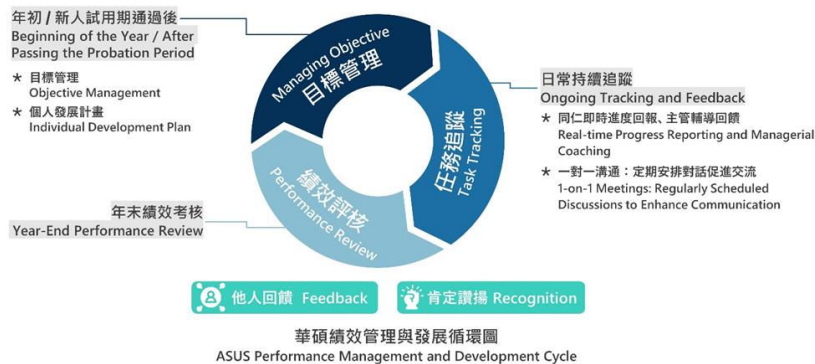 年初 / 新人試用期通過後
Beginning of the Year / After
Passing the Probation Period
* 目標管理
Objective Management
* 個人發展計畫
Individual Development Plan
Managing Objective
目標管理
任務追蹤
Task Tracking
績效評核
Performance Review
日常持續追蹤
Ongoing Tracking and Feedback
* 同仁即時進度回報、主管輔導回饋
Real-time Progress Reporting and Managerial
Coaching
* 一對一溝通：定期安排對話促進交流
1-on-1 Meetings: Regularly Scheduled
Discussions to Enhance Communication
年末績效考核
Year-End Performance Review
他人回饋 Feedback
肯定讚揚 Recognition
華碩績效管理與發展循環圖
ASUS Performance Management and Development Cycle